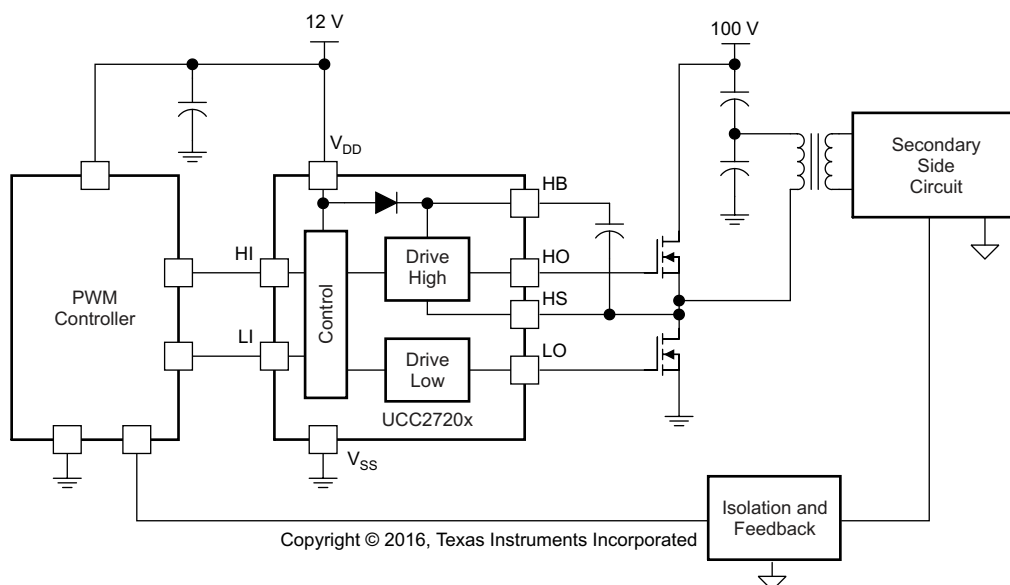 12 V
100 V
V_DD
HB
Secondary
Side
Circuit
HI
Drive
High
HO
PWM
Controller
Control
HS
LI
Drive
Low
LO
UCC2720x
V_SS
Isolation and
Feedback
Copyright © 2016, Texas Instruments Incorporated